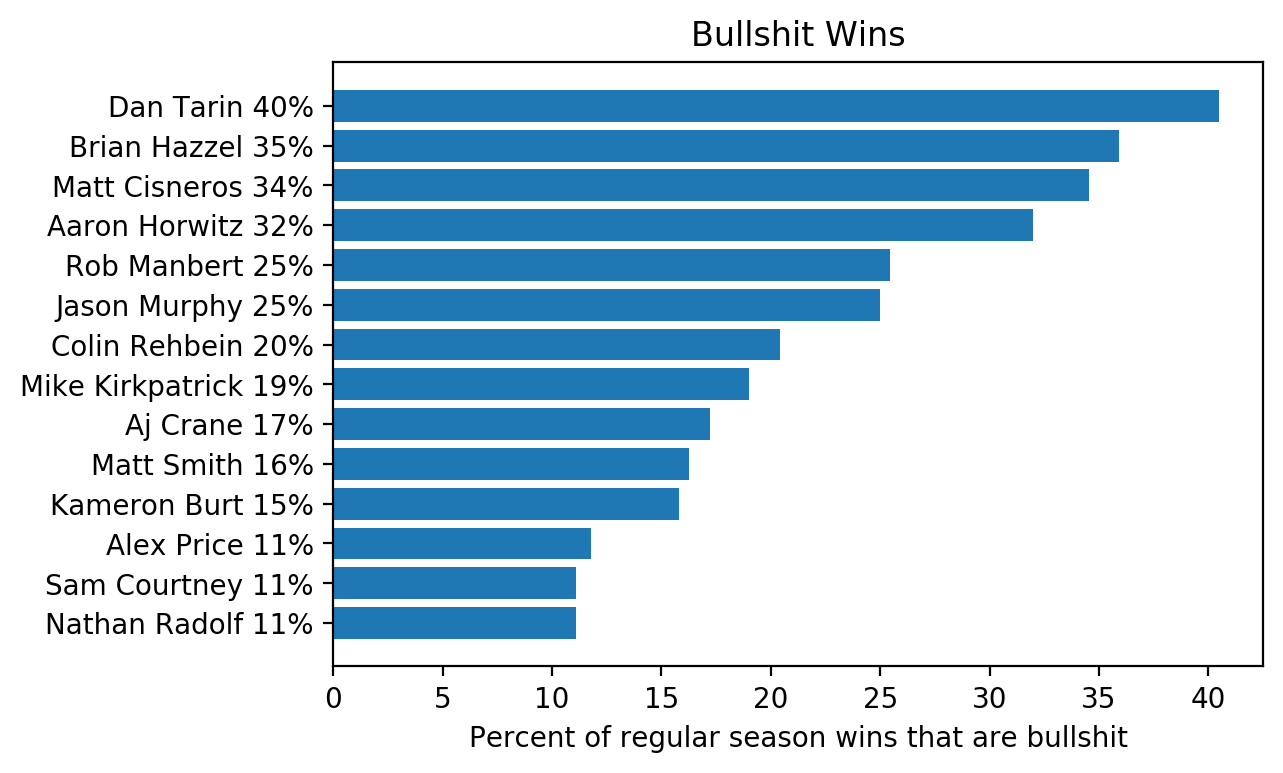 Bullshit Wins
Dan Tarin 40%
Brian Hazzel 35%
Matt Cisneros 34%
Aaron Horwitz 32%
Rob Manbert 25%
Jason Murphy 25%
Colin Rehbein 20%
Mike Kirkpatrick 19%
Aj Crane 17%
Matt Smith 16%
Kameron Burt 15%
Alex Price 11%
Sam Courtney 11%
Nathan Radolf 11%
0 5 10 15 20 25 30 35 40
Percent of regular season wins that are bullshit